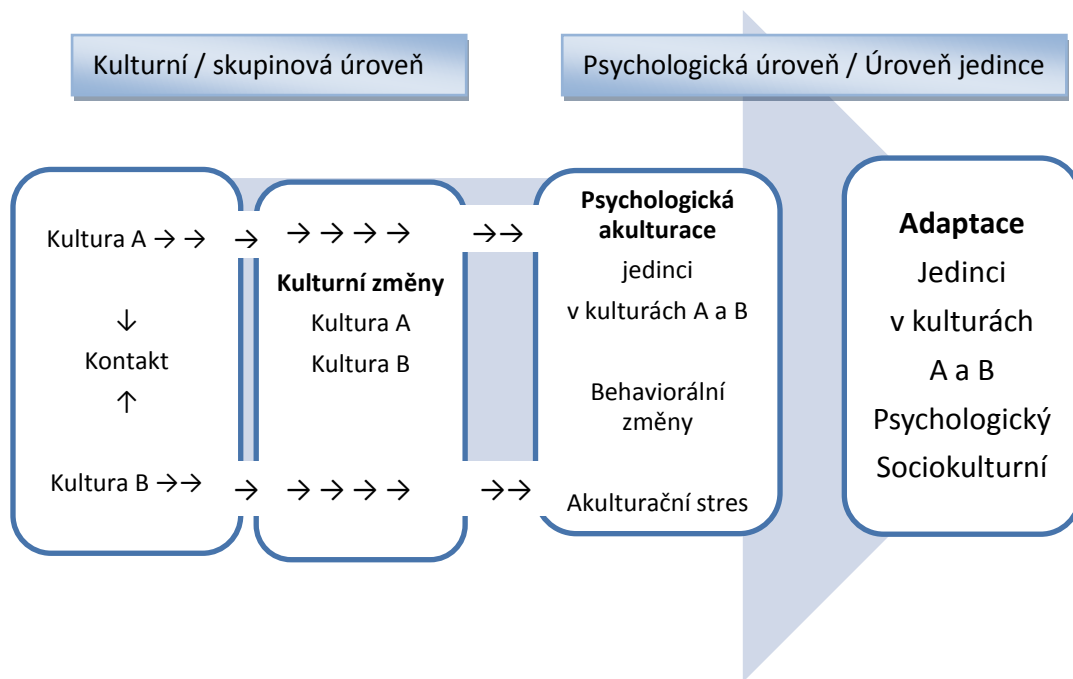 Kulturní / skupinová úroveň
Psychologická úroveň / Úroveň jedince
Kultura A →→
↓
Kontakt
↑
Kultura B →→
→
→
→ → → →
Kulturní změny
Kultura A
Kultura B
→ → → →
→→
→→
Psychologická
akulturace
jedinci
v kulturách A a B
Behaviorální
změny
Akulturační stres
Adaptace
Jedinci
v kulturách
A a B
Psychologický
Sociokulturní